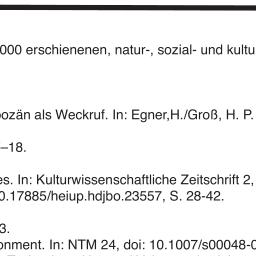 000 erschienenen, natur-, sozial- und kultu
ozän als Weckruf. In: Egner,H./Groß, H. P.
–18.
es. In: Kulturwissenschaftliche Zeitschrift 2,
0.17885/heiup.hdjbo.23557, S. 28-42.
3.
onment. In: NTM 24, doi: 10.1007/s00048-0